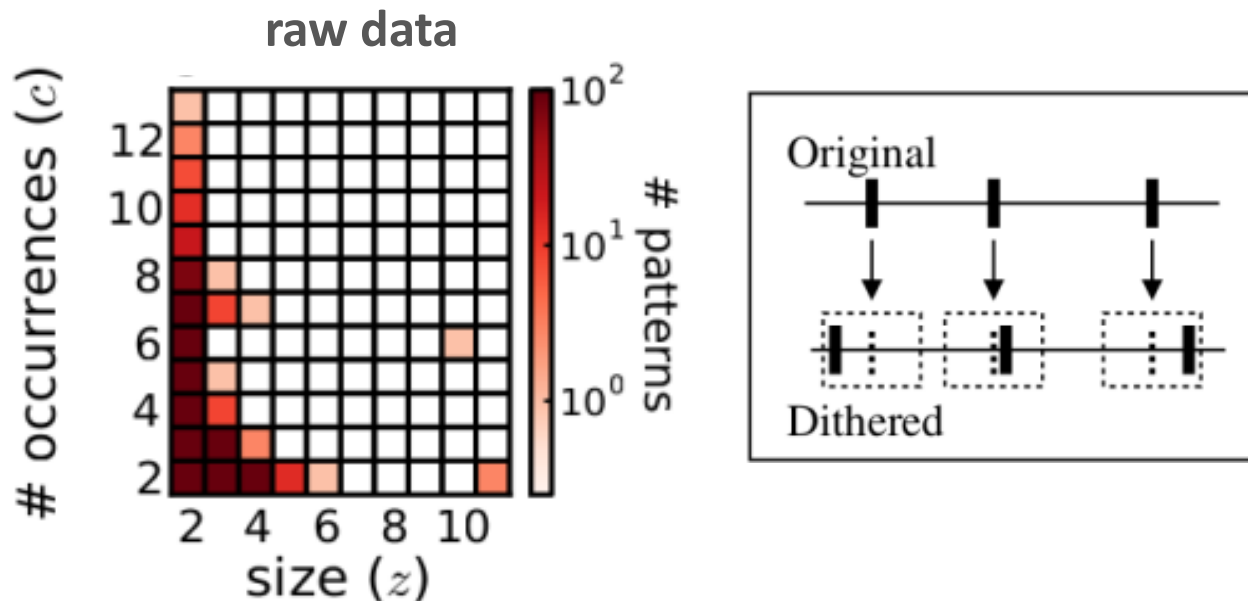 raw data
# occurrences (c)
12
10
8
6
4
2
2 4 6 8 10
size (z)
10²
10¹
10⁰
# patterns
Original
Dithered